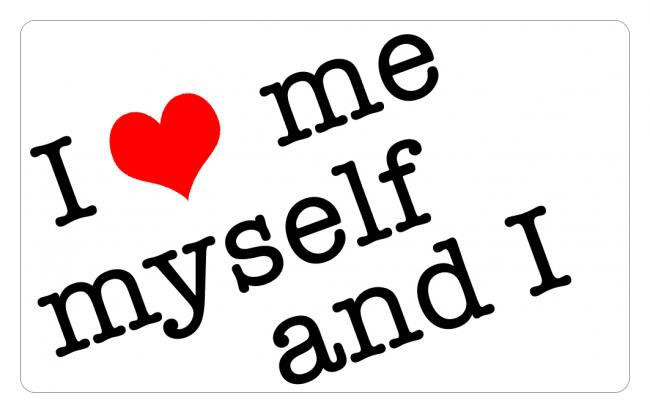 I ❤ me
myself
and I